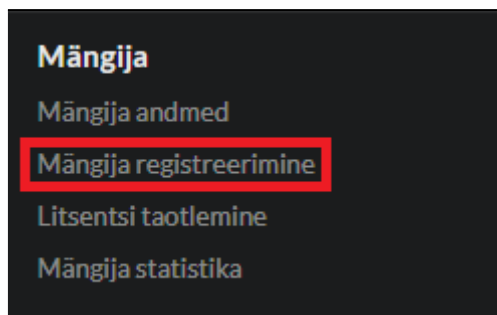 Mängija
Mängija andmed
Mängija registreerimine
Litsentsi taotlemine
Mängija statistika